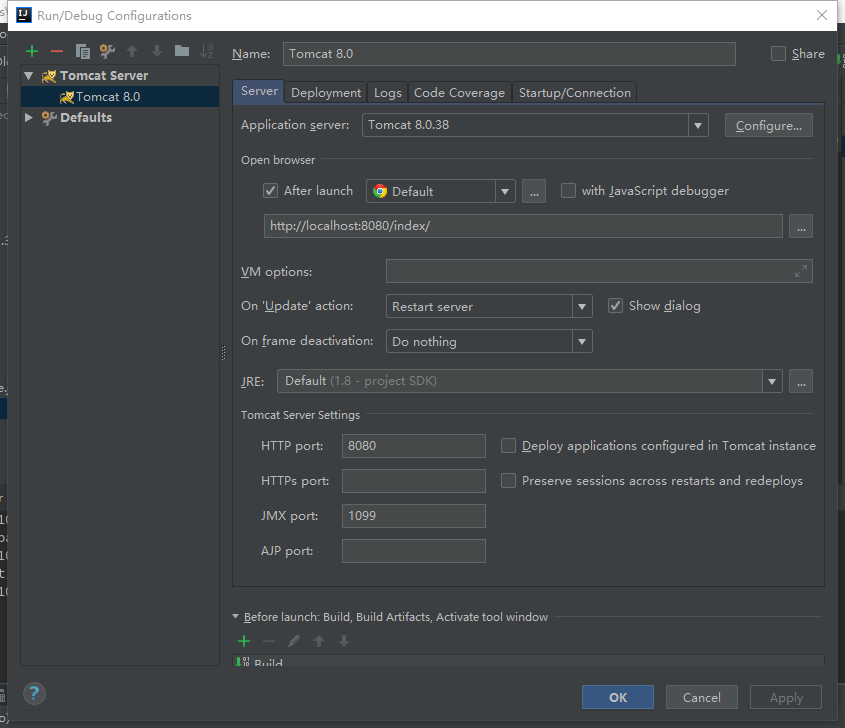 Run/Debug Configurations
Name: Tomcat 8.0 Share
Tomcat Server
Tomcat 8.0
Defaults
Server Deployment Logs Code Coverage Startup/Connection
Application server: Tomcat 8.0.38 Configure...
Open browser
After launch Default ... with JavaScript debugger
http://localhost:8080/index/ ...
VM options:
On 'Update' action: Restart server Show dialog
On frame deactivation: Do nothing
JRE: Default (1.8 - project SDK) ...
Tomcat Server Settings
HTTP port: 8080 Deploy applications configured in Tomcat instance
HTTPs port: Preserve sessions across restarts and redeploys
JMX port: 1099
AJP port:
Before launch: Build, Build Artifacts, Activate tool window
Build
? OK Cancel Apply